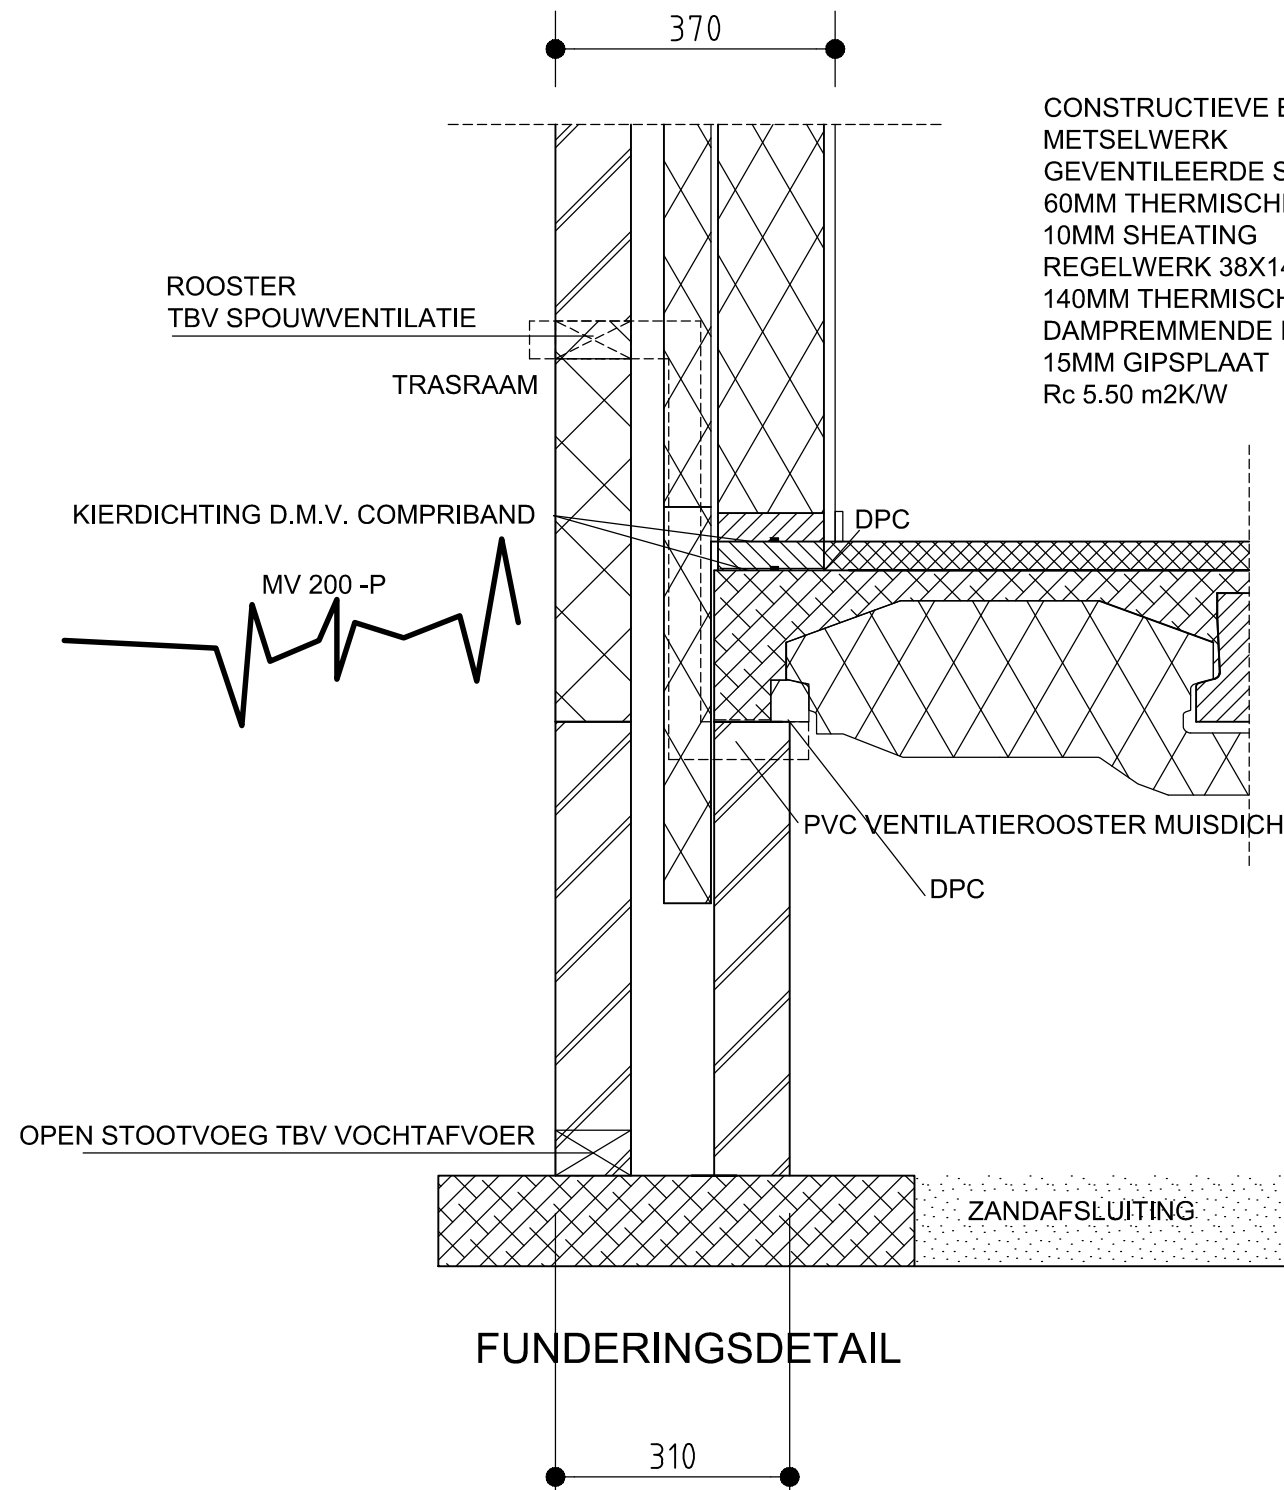 370
CONSTRUCTIEVE
METSELWERK
GEVENTILEERDE
60MM
10MM SHEATING
REGELWERK
140MM
DAMPREMMENDE
15MM GIPSPLAAT
Rc 5.50 m2K/W
ROOSTER
TBV SPOUWVENTILATIE
TRASRAAM
KIERDICHTING D.M.V. COMPRIBAND
DPC
MV 200 -P
PVC VENTILATIEROOSTER
DPC
OPEN STOOTVOEG TBV VOCHTAFVOER
ZANDAFSLUITING
FUNDERINGSDETAIL
310